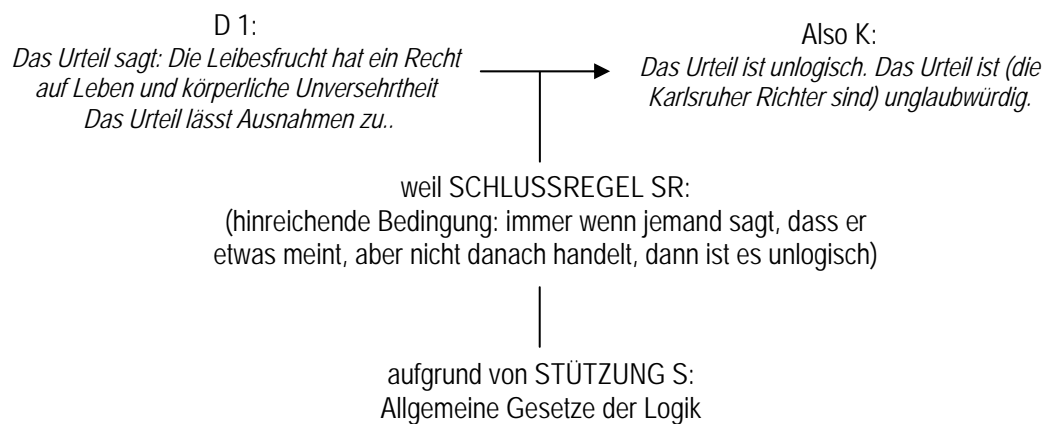 D 1:
Das Urteil sagt: Die Leibesfrucht hat ein Recht
auf Leben und körperliche Unversehrtheit
Das Urteil lässt Ausnahmen zu..
Also K:
Das Urteil ist unlogisch. Das Urteil ist (die
Karlsruher Richter sind) unglaubwürdig.
weil SCHLUSSREGEL SR:
(hinreichende Bedingung: immer wenn jemand sagt, dass er
etwas meint, aber nicht danach handelt, dann ist es unlogisch)
aufgrund von STÜTZUNG S:
Allgemeine Gesetze der Logik